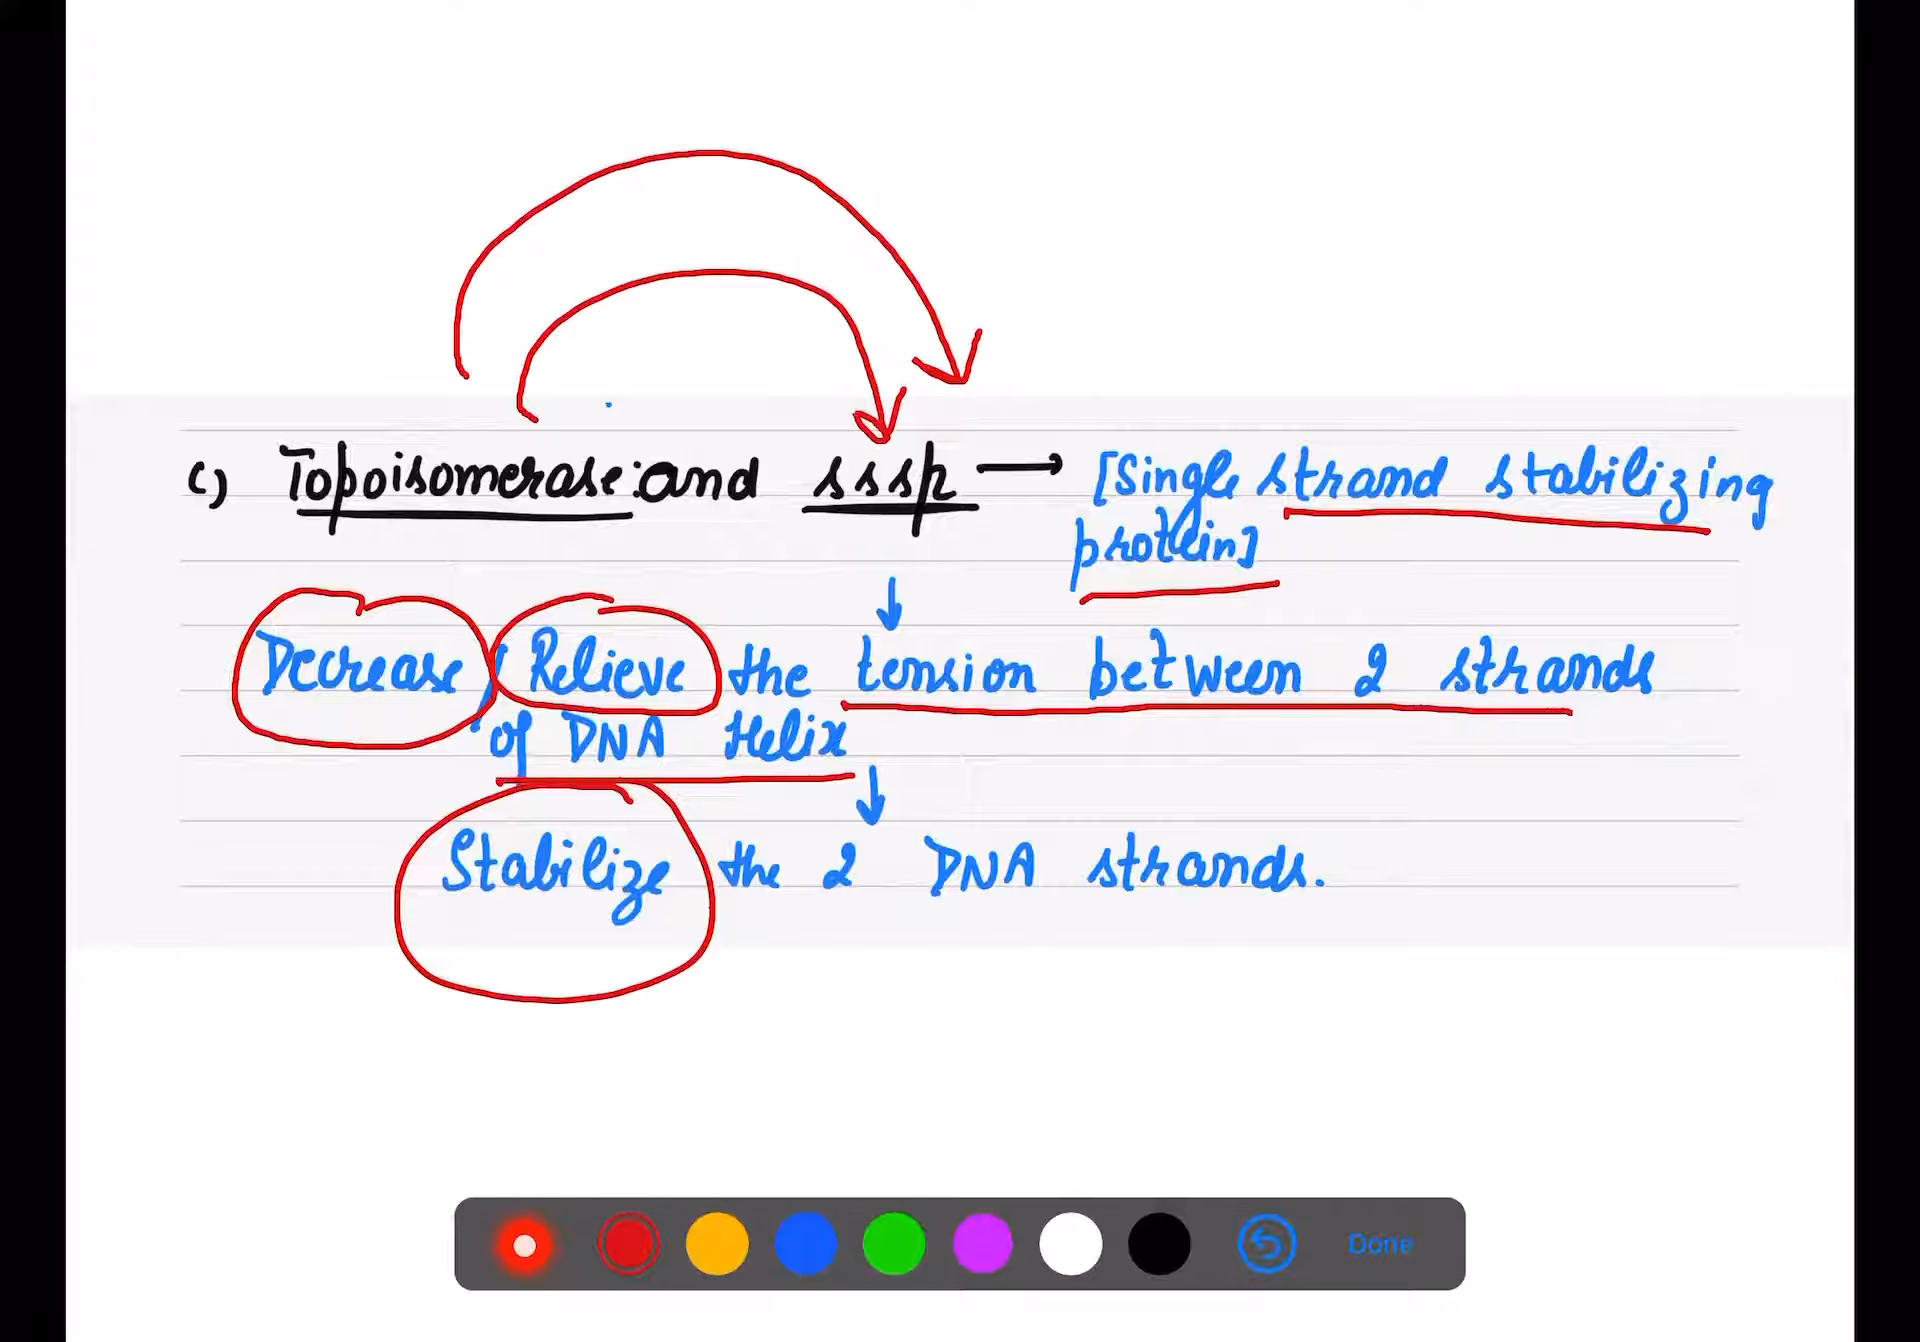 c) Topoisomerase: and sssp → [Single strand stabilizing
protein]
↓
Decrease / Relieve the tension between 2 strands
of DNA Helix
↓
Stabilize the 2 DNA strands.
Done